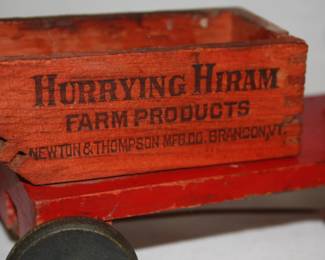 HURRYING HIRAM
FARM PRODUCTS
NEWTON & THOMPSON MFG.CO. BRANDON, VT.